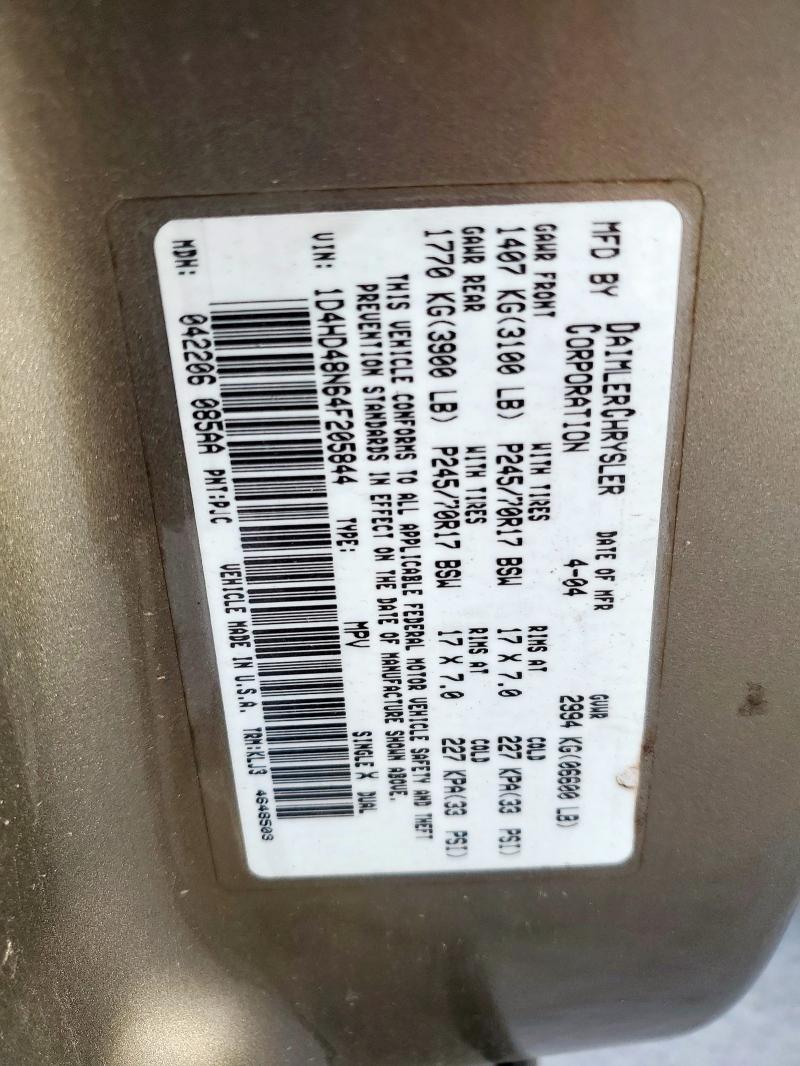 MFD BY DAIMLERCHRYSLER CORPORATION DATE OF MFR 4-04 GVWR 2994 KG(06600 LB)
GAWR FRONT WITH TIRES RIMS AT COLD
1407 KG(3100 LB) P245/70R17 BSW 17 X 7.0 227 KPA(33 PSI)
GAWR REAR WITH TIRES RIMS AT COLD
1770 KG(3900 LB) P245/70R17 BSW 17 X 7.0 227 KPA(33 PSI)
THIS VEHICLE CONFORMS TO ALL APPLICABLE FEDERAL MOTOR VEHICLE SAFETY AND THEFT
PREVENTION STANDARDS IN EFFECT ON THE DATE OF MANUFACTURE SHOWN ABOVE.
VIN: 1D4HD48N64F205844 TYPE: MPV SINGLE X DUAL
MDH: 042206 085AA PNT:PJC VEHICLE MADE IN U.S.A. TRM:KLJ3 4648503